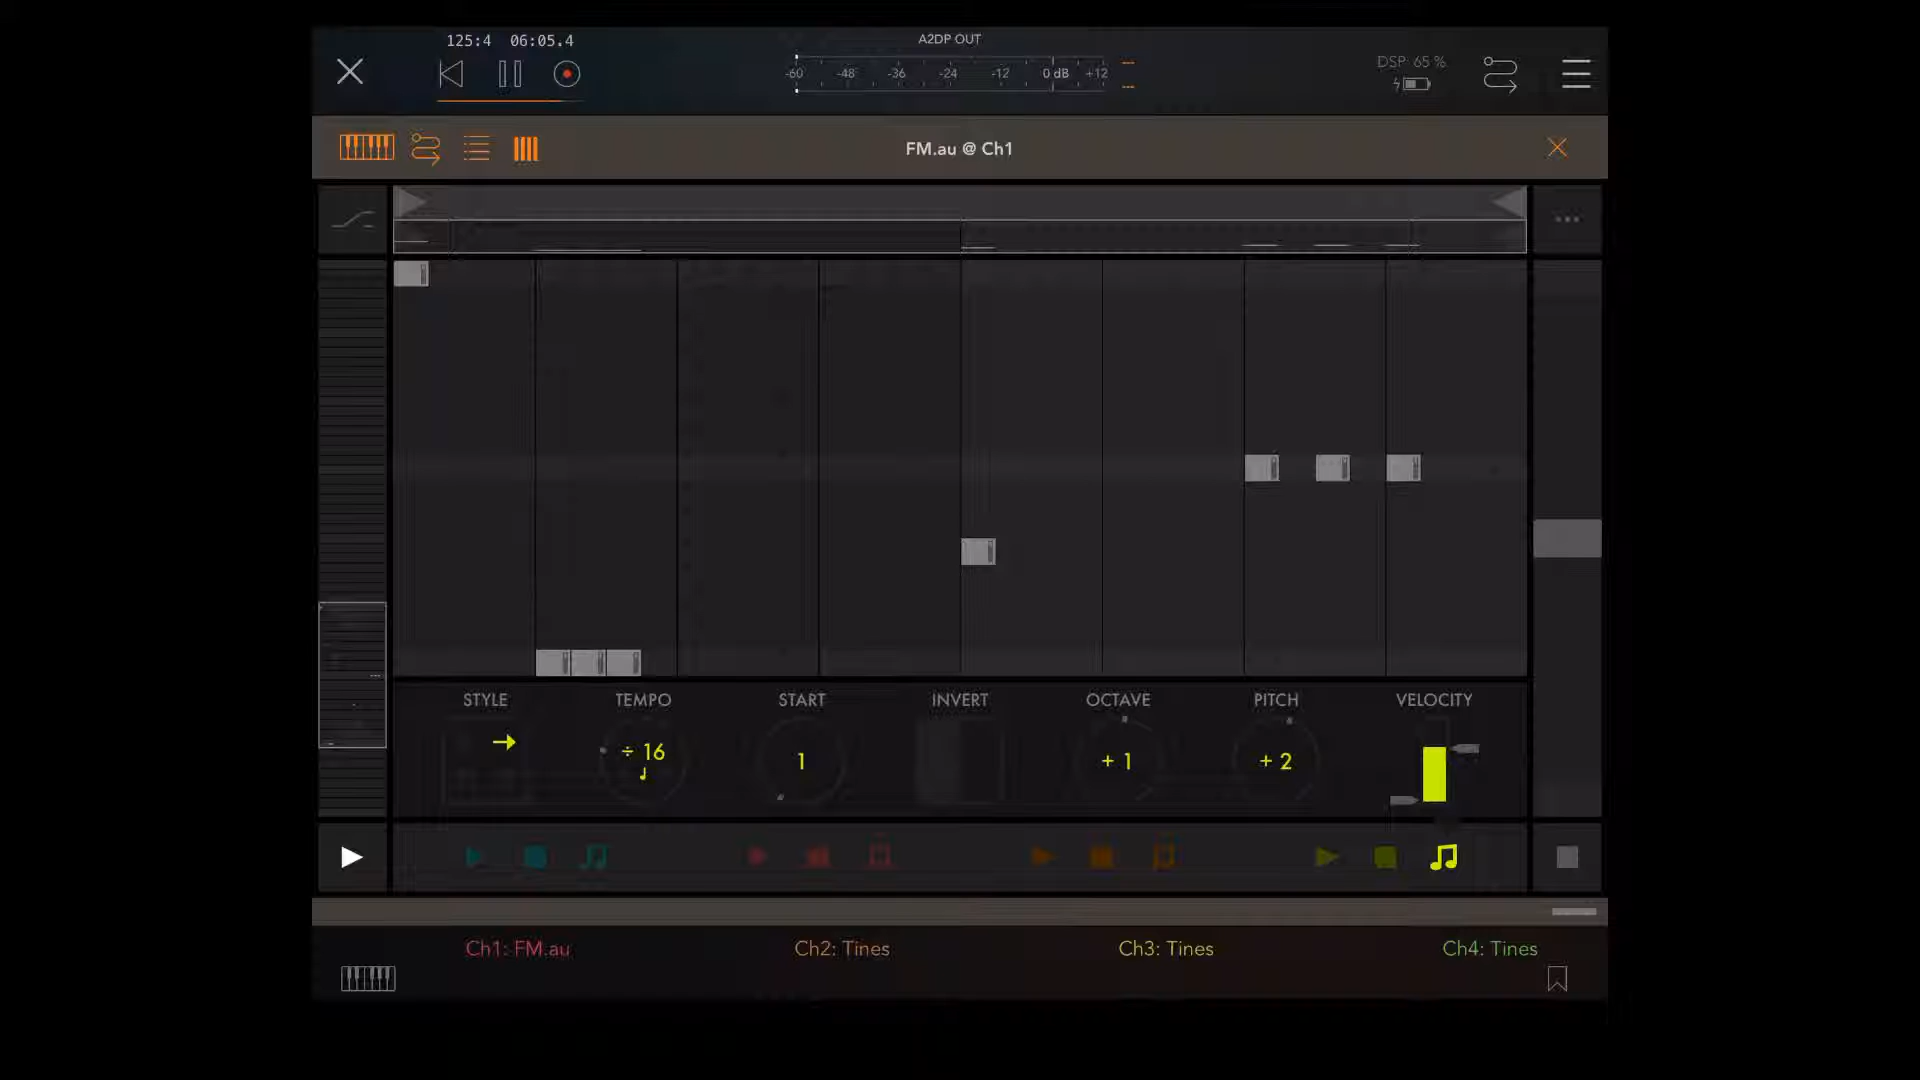 125:4 06:05.4
A2DP OUT
-60 -48 -36 -24 -12 0 dB +12
DSP: 65 %
FM.au @ Ch1
STYLE TEMPO START INVERT OCTAVE PITCH VELOCITY
÷ 16 1 + 1 + 2
Ch1: FM.au Ch2: Tines Ch3: Tines Ch4: Tines